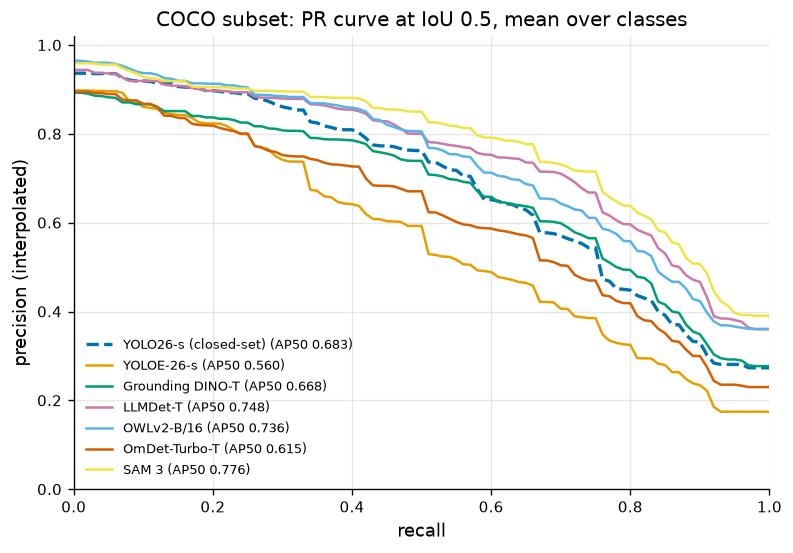 COCO subset: PR curve at IoU 0.5, mean over classes
precision (interpolated)
1.0
0.8
0.6
0.4
0.2
0.0
YOLO26-s (closed-set) (AP50 0.683)
YOLOE-26-s (AP50 0.560)
Grounding DINO-T (AP50 0.668)
LLMDet-T (AP50 0.748)
OWLv2-B/16 (AP50 0.736)
OmDet-Turbo-T (AP50 0.615)
SAM 3 (AP50 0.776)
0.0 0.2 0.4 0.6 0.8 1.0
recall